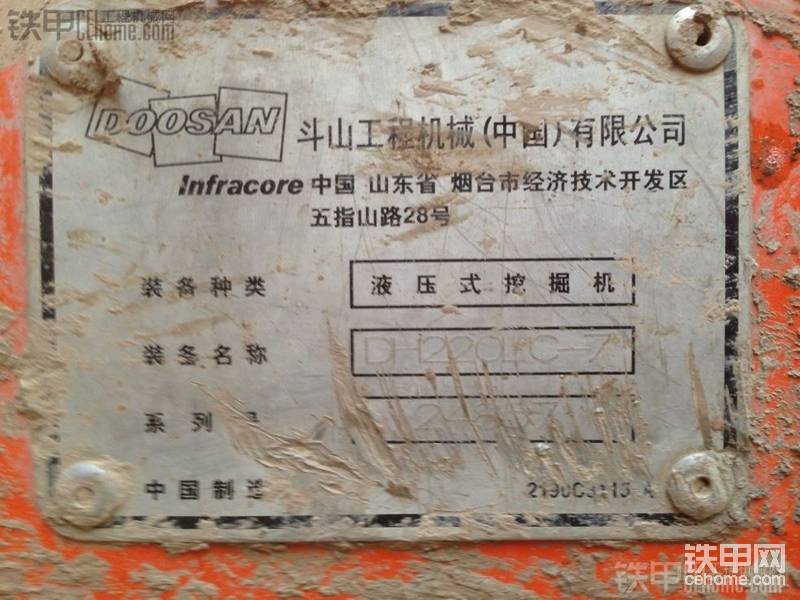 铁甲 工程机械网
cehome.com
DOOSAN 斗山工程机械(中国)有限公司
Infracore 中国 山东省 烟台市经济技术开发区
五指山路28号
装备种类 液压式挖掘机
装备名称 DH220LC-7
系列号
中国制造
铁甲网
cehome.com